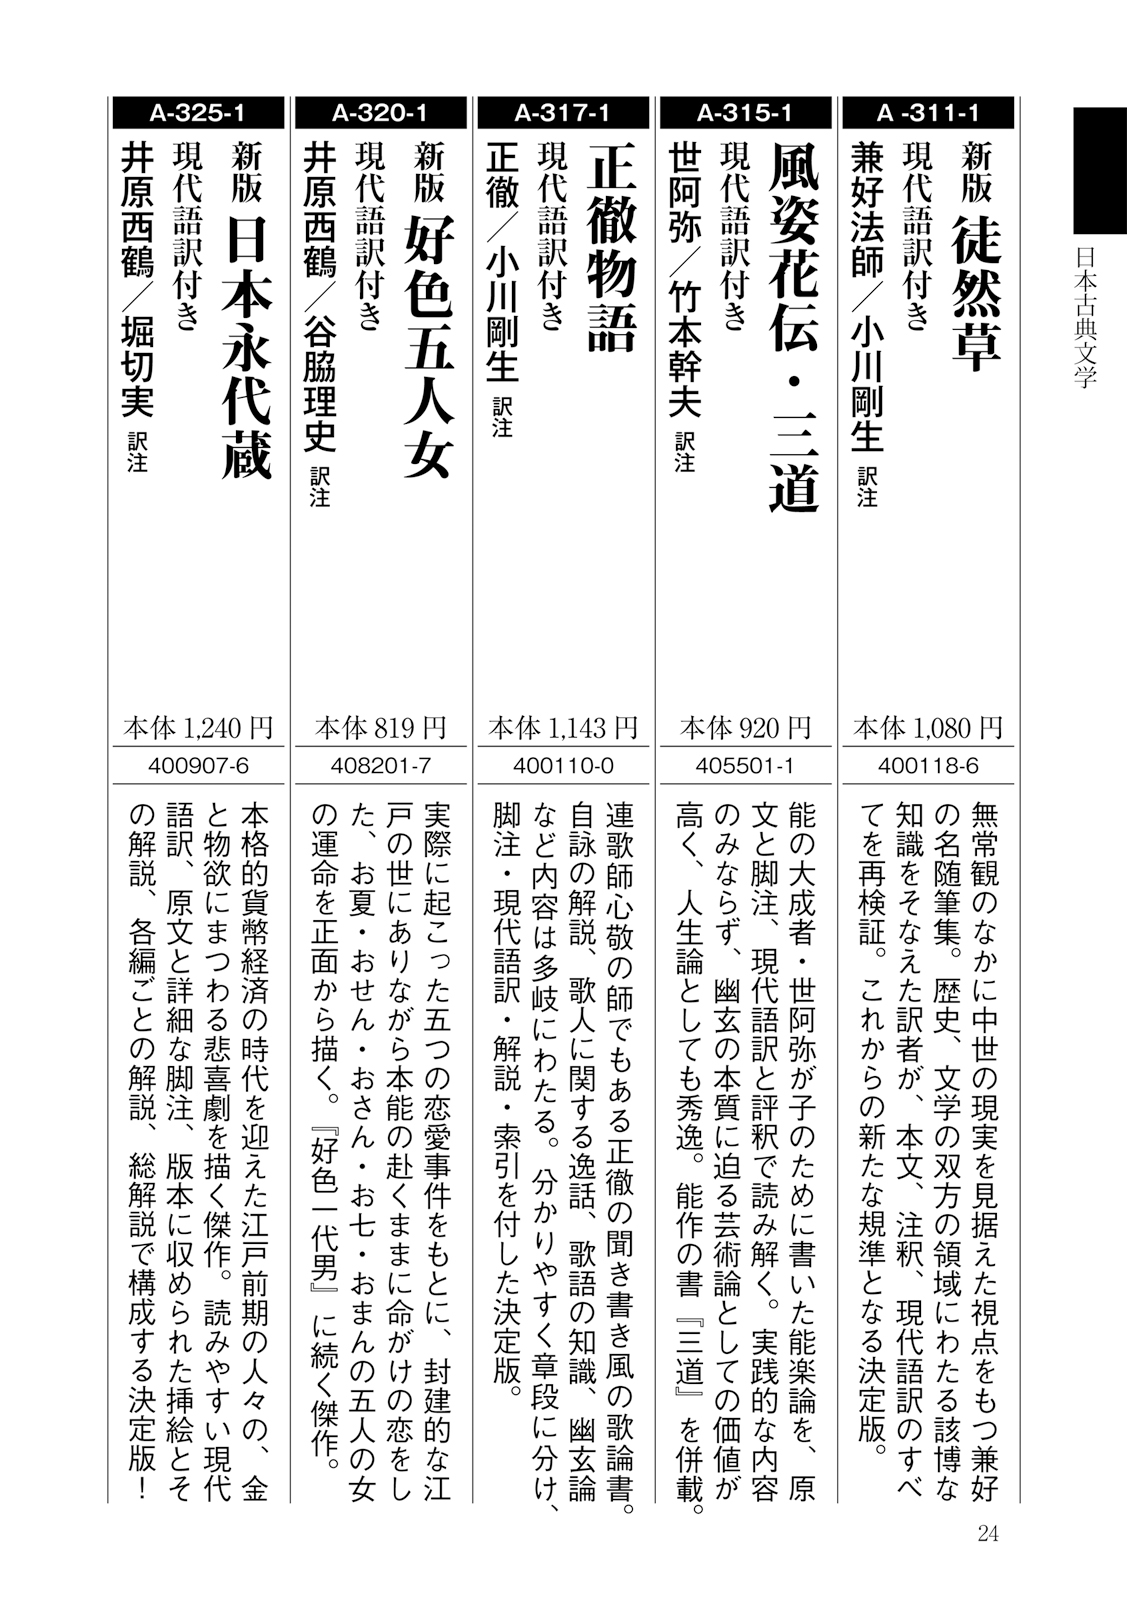 日本古典文学
A-311-1
新版 徒然草
現代語訳付き
兼好法師／小川剛生 訳注
本体 1,080 円
400118-6
無常観のなかに中世の現実を見据えた視点をもつ兼好
の名随筆集。歴史、文学の双方の領域にわたる該博な
知識をそなえた訳者が、本文、注釈、現代語訳のすべ
てを再検証。これからの新たな規準となる決定版。
A-315-1
風姿花伝・三道
現代語訳付き
世阿弥／竹本幹夫 訳注
本体 920 円
405501-1
能の大成者・世阿弥が子のために書いた能楽論を、原
文と脚注、現代語訳と評釈で読み解く。実践的な内容
のみならず、幽玄の本質に迫る芸術論としての価値が
高く、人生論としても秀逸。能作の書『三道』を併載。
A-317-1
正徹物語
現代語訳付き
正徹／小川剛生 訳注
本体 1,143 円
400110-0
連歌師心敬の師でもある正徹の聞き書き風の歌論書。
自詠の解説、歌人に関する逸話、歌語の知識、幽玄論
など内容は多岐にわたる。分かりやすく章段に分け、
脚注・現代語訳・解説・索引を付した決定版。
A-320-1
新版 好色五人女
現代語訳付き
井原西鶴／谷脇理史 訳注
本体 819 円
408201-7
実際に起こった五つの恋愛事件をもとに、封建的な江
戸の世にありながら本能の赴くままに命がけの恋をし
た、お夏・おせん・おさん・お七・おまんの五人の女
の運命を正面から描く。『好色一代男』に続く傑作。
A-325-1
新版 日本永代蔵
現代語訳付き
井原西鶴／堀切実 訳注
本体 1,240 円
400907-6
本格的貨幣経済の時代を迎えた江戸前期の人々の、金
と物欲にまつわる悲喜劇を描く傑作。読みやすい現代
語訳、原文と詳細な脚注、版本に収められた挿絵とそ
の解説、各編ごとの解説、総解説で構成する決定版！
24